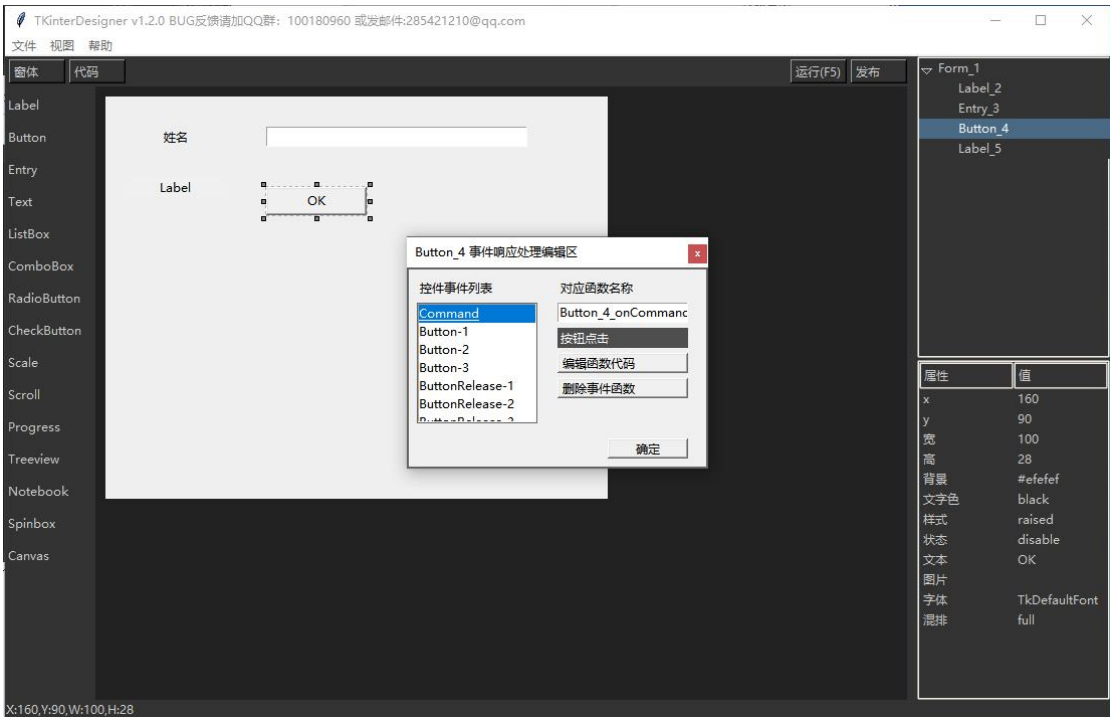 TKinterDesigner v1.2.0 BUG反馈请加QQ群: 100180960 或发邮件:285421210@qq.com
文件 视图 帮助
窗体 代码 运行(F5) 发布
Label
Button
Entry
Text
ListBox
ComboBox
RadioButton
CheckButton
Scale
Scroll
Progress
Treeview
Notebook
Spinbox
Canvas
姓名
Label
OK
Button_4 事件响应处理编辑区
x
控件事件列表
Command
Button-1
Button-2
Button-3
ButtonRelease-1
ButtonRelease-2
对应函数名称
Button_4_onCommanc
按钮点击
编辑函数代码
删除事件函数
确定
Form_1
Label_2
Entry_3
Button_4
Label_5
属性 值
x 160
y 90
宽 100
高 28
背景 #efefef
文字色 black
样式 raised
状态 disable
文本 OK
图片
字体 TkDefaultFont
混排 full
X:160,Y:90,W:100,H:28